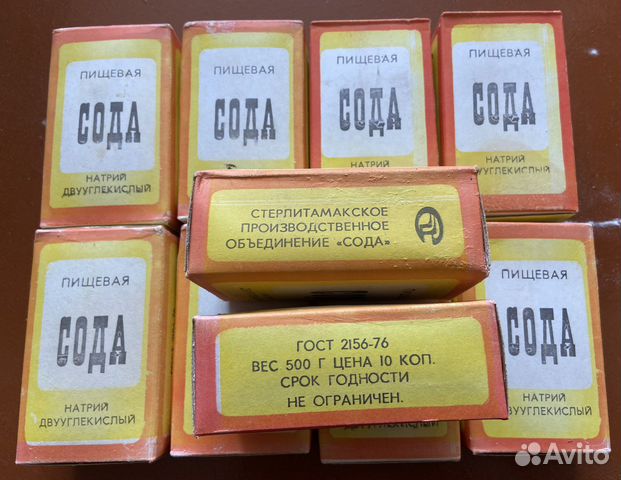 ПИЩЕВАЯ
СОДА
НАТРИЙ
ДВУУГЛЕКИСЛЫЙ
ПИЩЕВАЯ
СОДА
ПИЩЕВАЯ
СОДА
НАТРИЙ
ПИЩЕВАЯ
СОДА
НАТРИЙ
ДВУУГЛЕКИСЛЫЙ
СТЕРЛИТАМАКСКОЕ
ПРОИЗВОДСТВЕННОЕ
ОБЪЕДИНЕНИЕ «СОДА»
ПИЩЕВАЯ
СОДА
НАТРИЙ
ДВУУГЛЕКИСЛЫЙ
ГОСТ 2156-76
ВЕС 500 Г ЦЕНА 10 КОП.
СРОК ГОДНОСТИ
НЕ ОГРАНИЧЕН.
ПИЩЕВАЯ
СОДА
НАТРИЙ
ДВУУГЛЕКИСЛЫЙ
ДВУУГЛЕКИСЛЫЙ
Avito